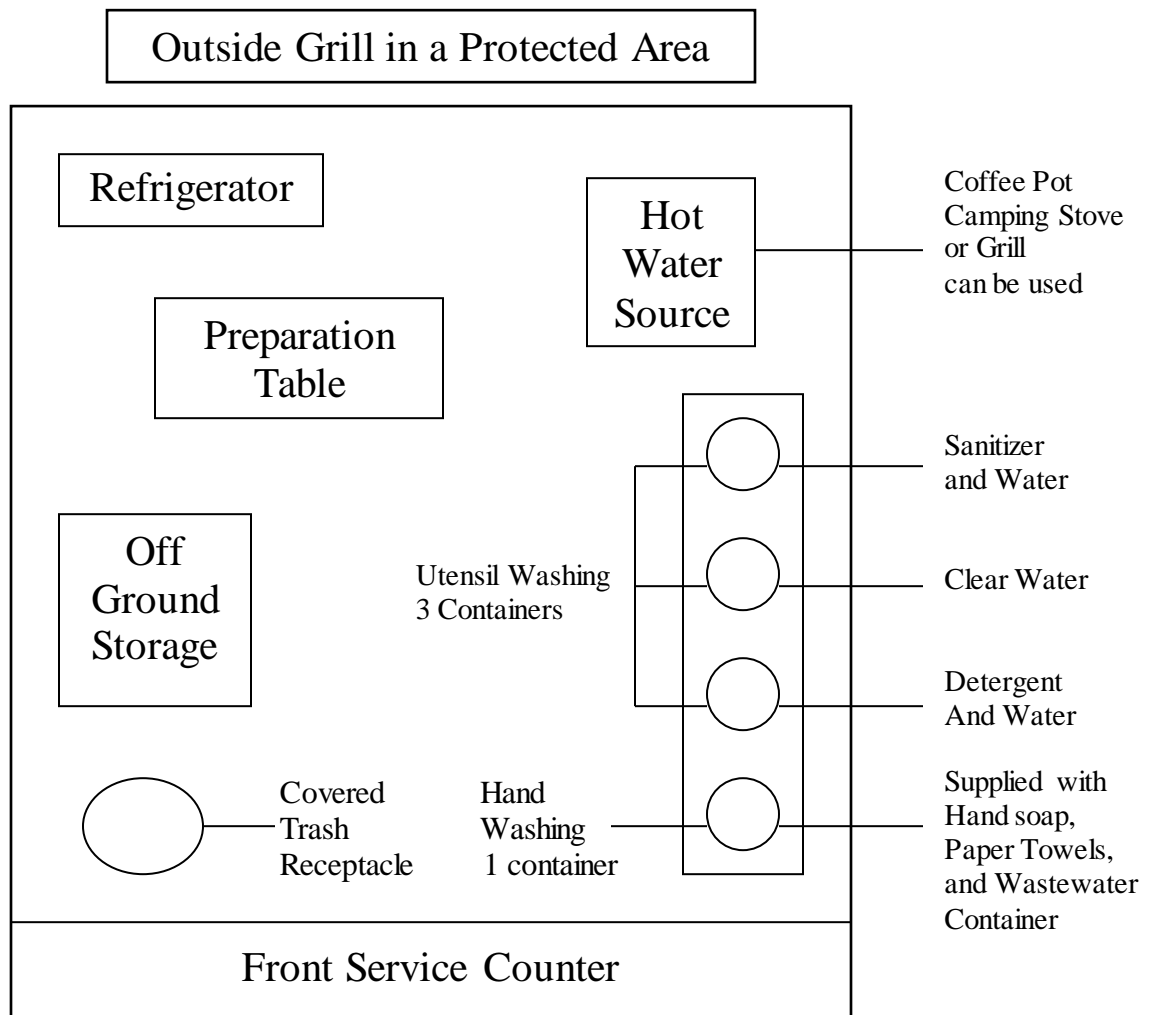 Outside Grill in a Protected Area
Refrigerator
Hot
Water
Source
Coffee Pot
Camping Stove
or Grill
can be used
Preparation
Table
Sanitizer
and Water
Off
Ground
Storage
Utensil Washing
3 Containers
Clear Water
Detergent
And Water
Covered
Trash
Receptacle
Hand
Washing
1 container
Supplied with
Hand soap,
Paper Towels,
and Wastewater
Container
Front Service Counter